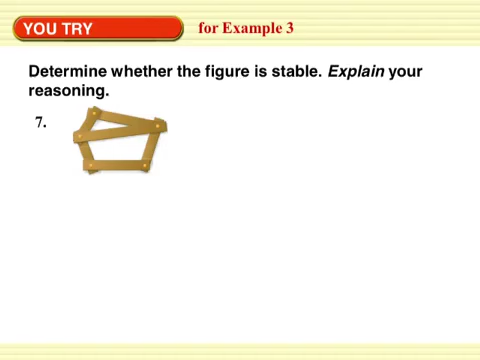 YOU TRY
for Example 3
Determine whether the figure is stable. Explain your
reasoning.
7.